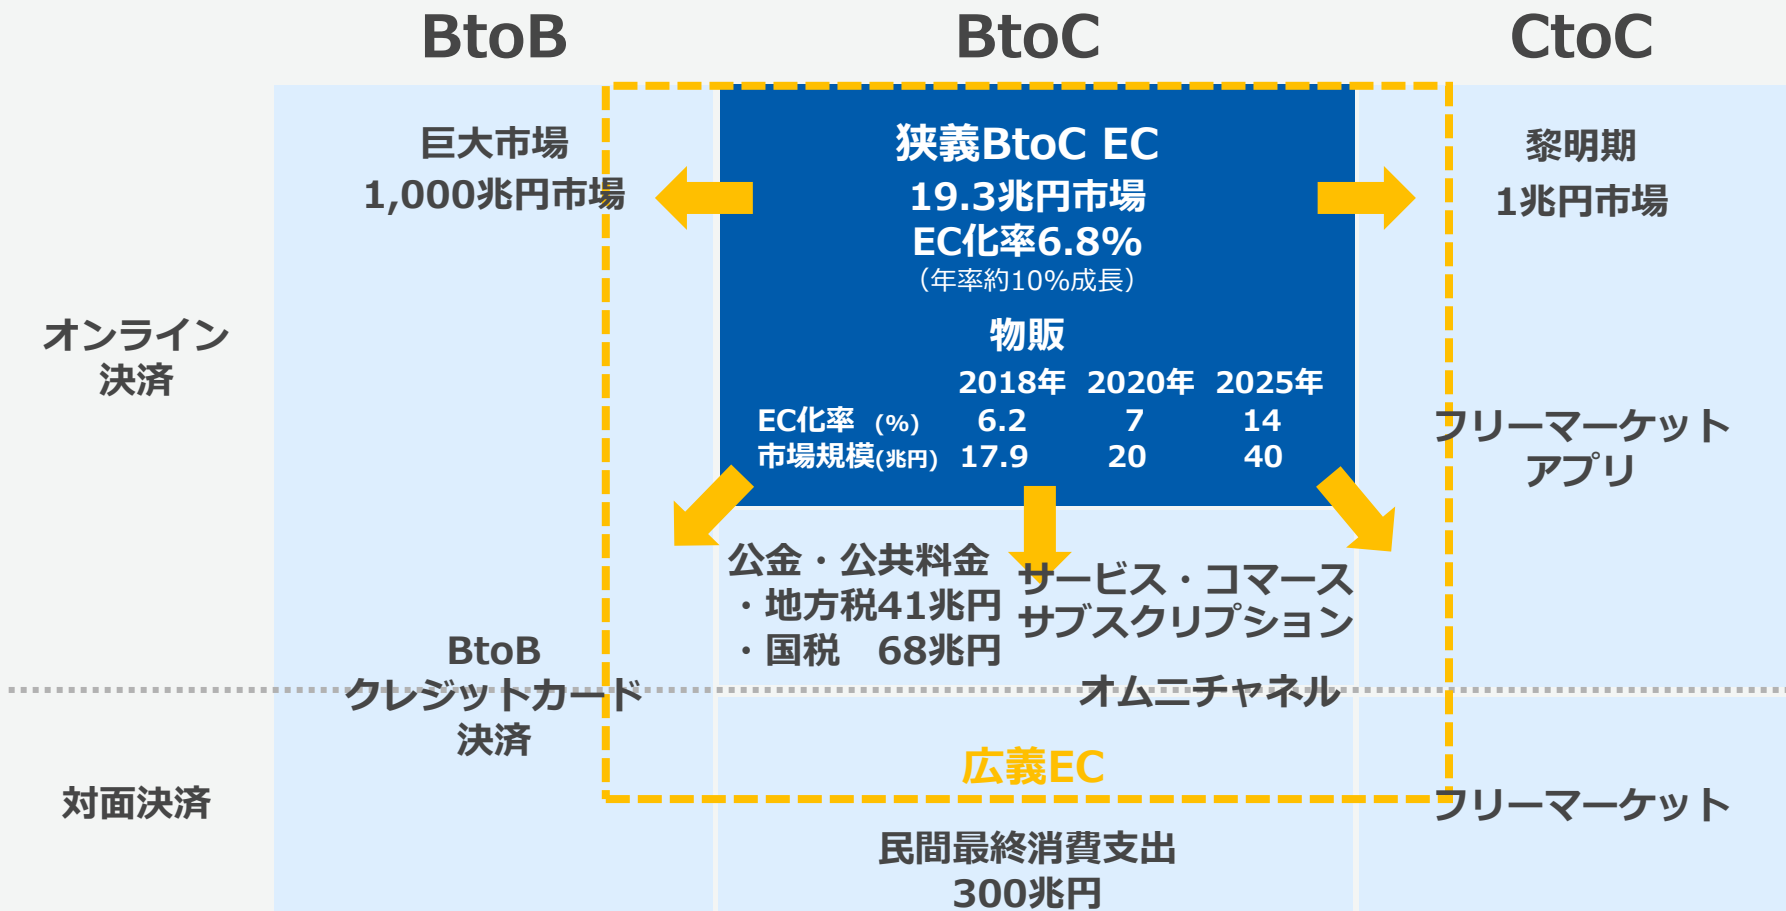 BtoB
BtoC
CtoC
巨大市場
1,000兆円市場
狭義BtoC EC
19.3兆円市場
EC化率6.8%
（年率約10%成長）
物販
2018年 2020年 2025年
EC化率 (%) 6.2 7 14
市場規模(兆円) 17.9 20 40
黎明期
1兆円市場
オンライン
決済
フリーマーケット
アプリ
公金・公共料金
・地方税41兆円
・国税　68兆円
サービス・コマース
サブスクリプション
BtoB
クレジットカード
決済
オムニチャネル
広義EC
対面決済
フリーマーケット
民間最終消費支出
300兆円